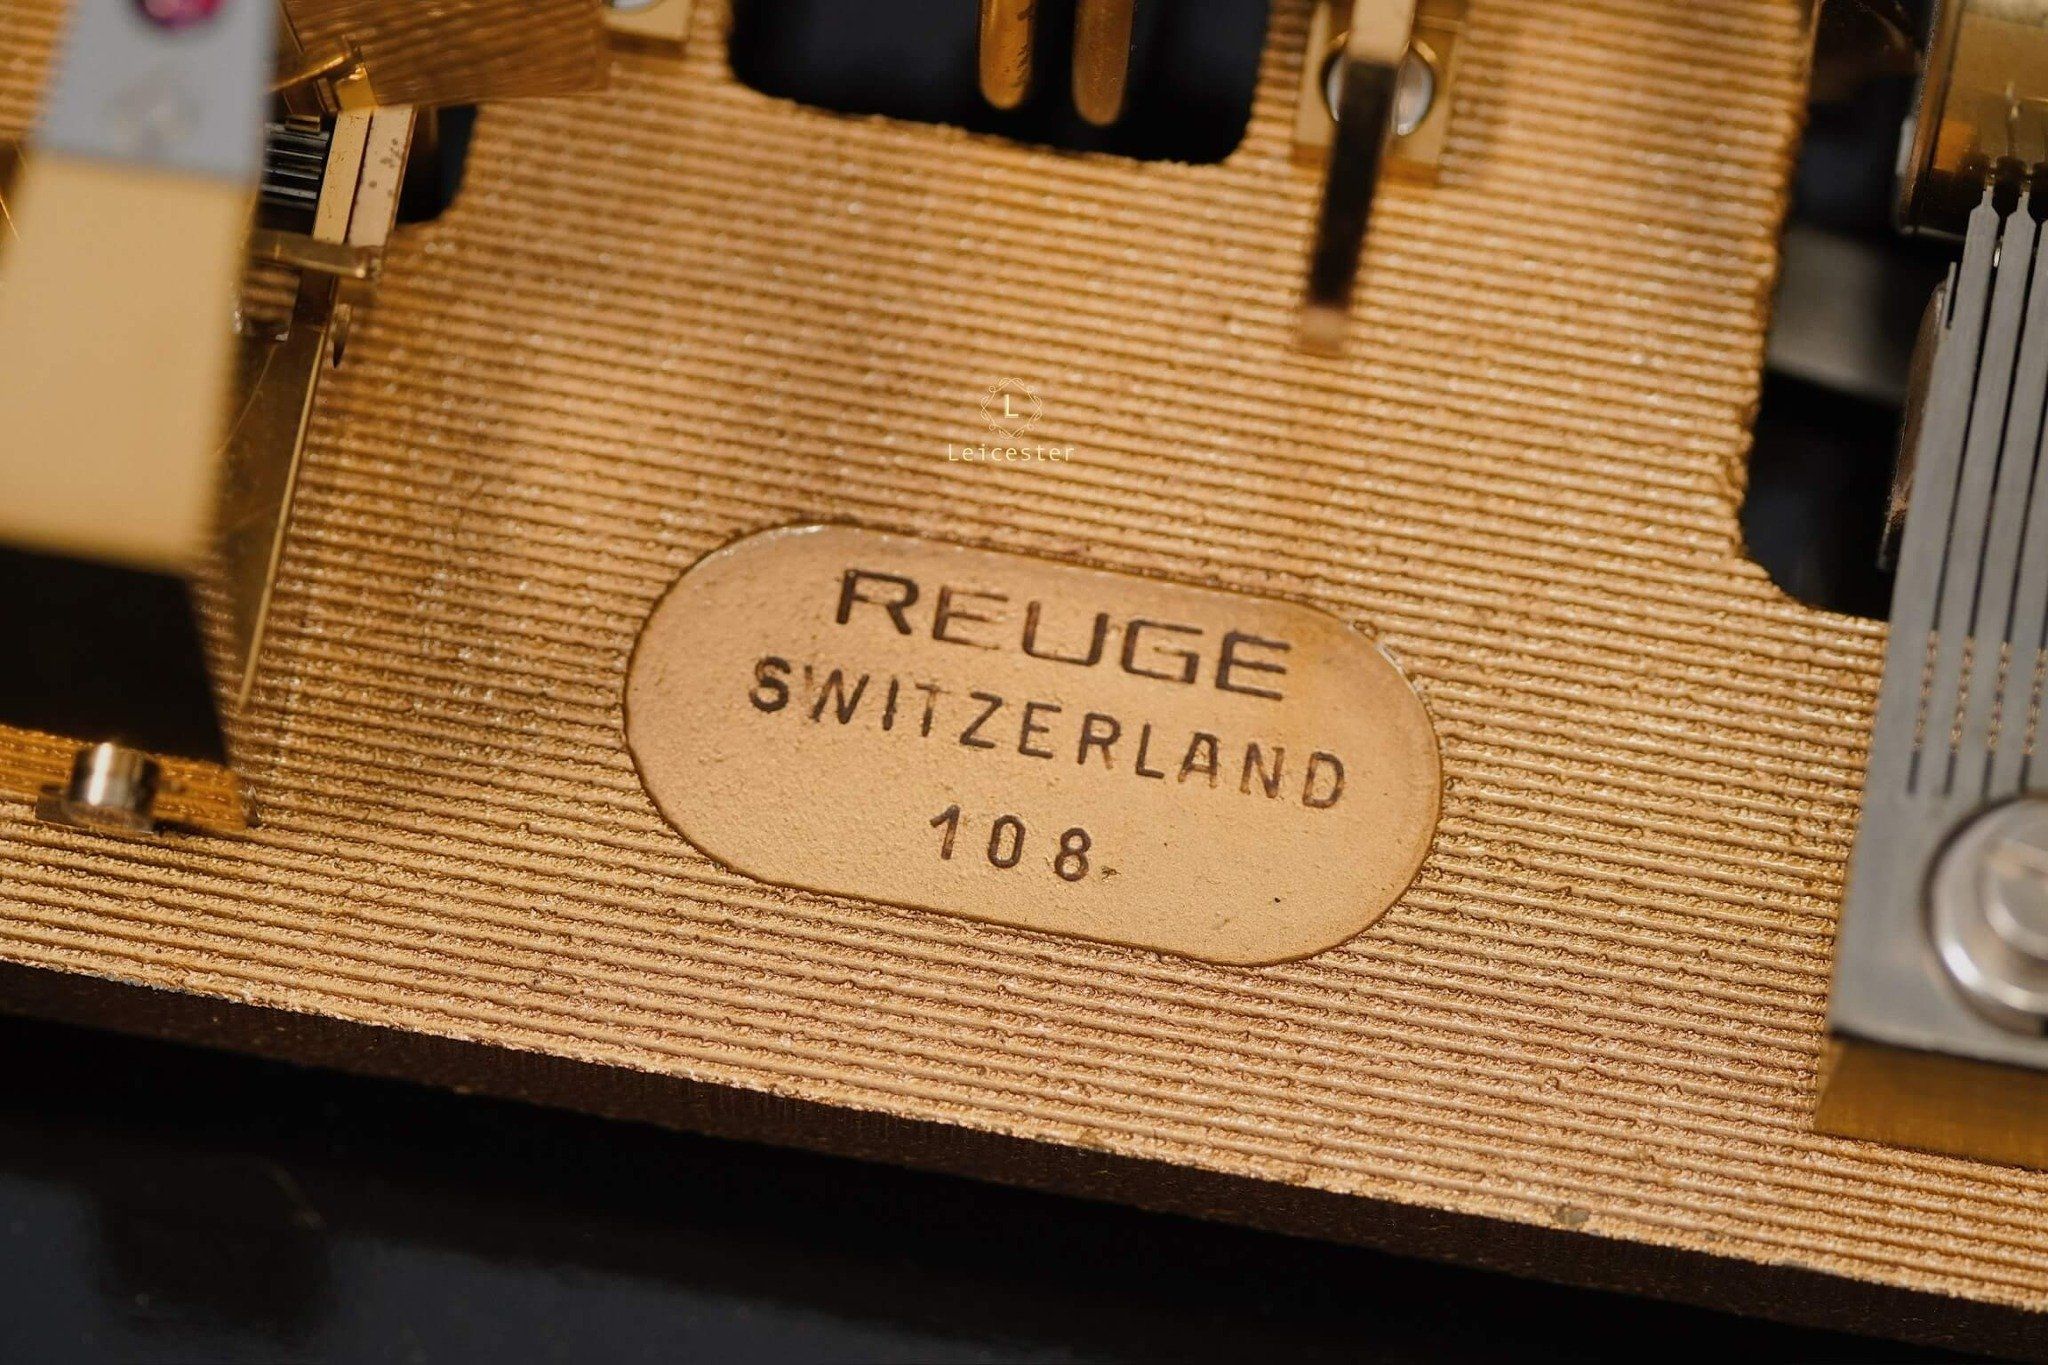 L
Leicester
REUGE
SWITZERLAND
108